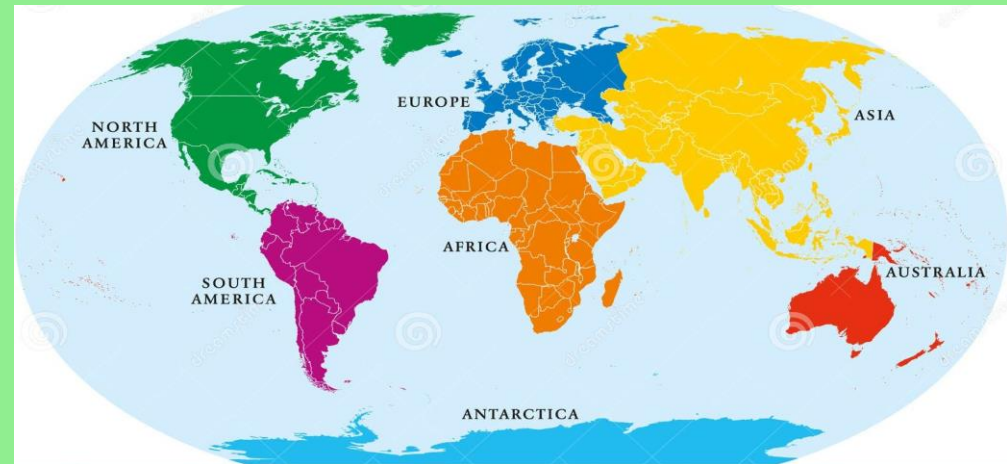 EUROPE
ASIA
NORTH
AMERICA
AFRICA
SOUTH
AMERICA
AUSTRALIA
ANTARCTICA